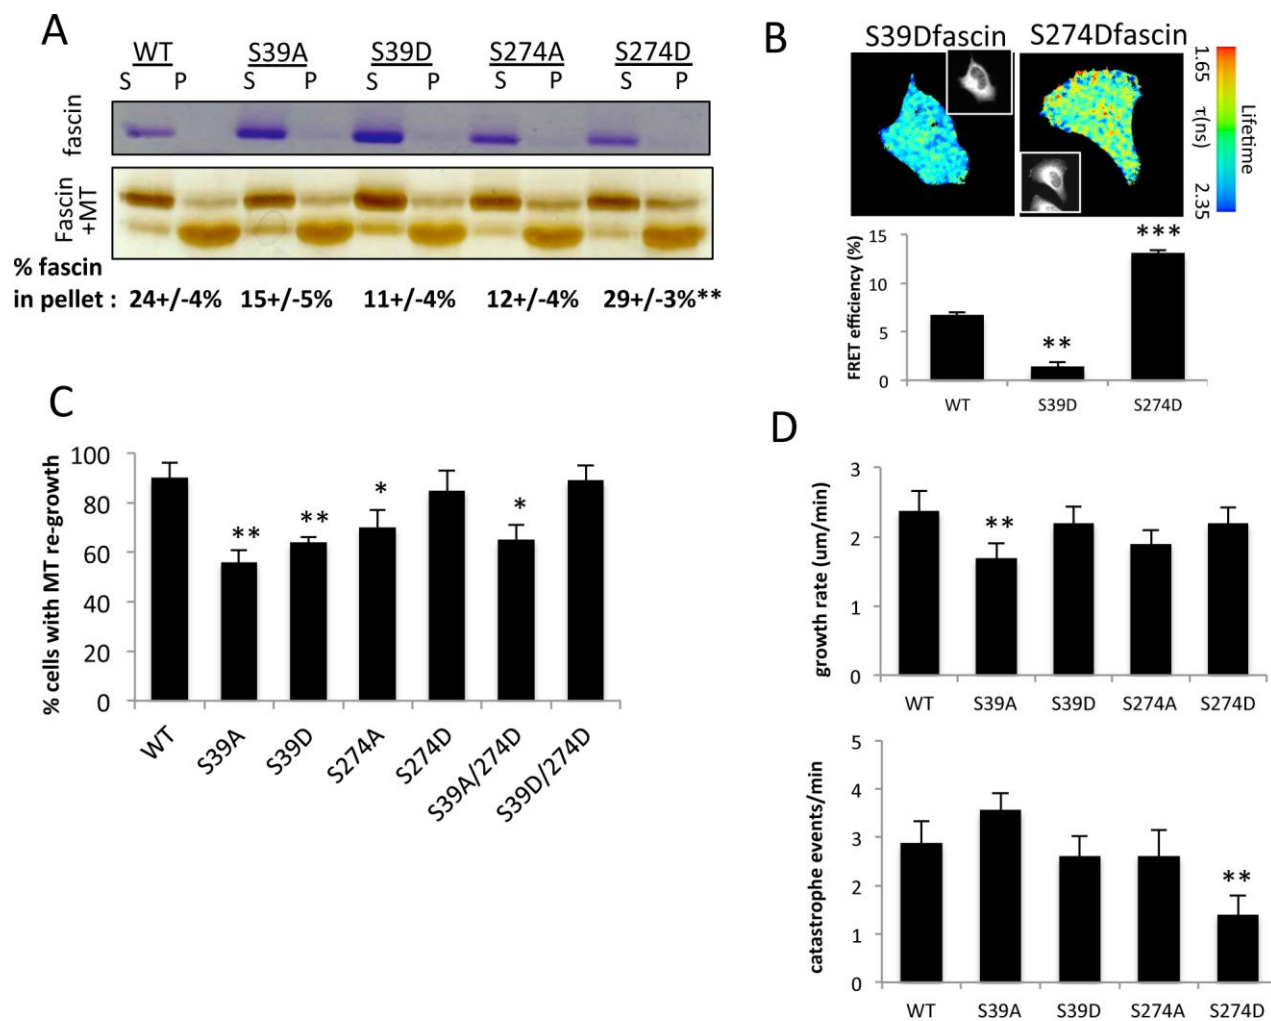 A
WT S39A S39D S274A S274D
S P S P S P S P S P
fascin
Fascin
+MT
% fascin
in pellet : 24+/-4% 15+/-5% 11+/-4% 12+/-4% 29+/-3%**
B
S39Dfascin S274Dfascin
1.65
τ(ns)
2.35
Lifetime
FRET efficiency (%)
15
10
5
0
**
***
WT S39D S274D
C
% cells with MT re-growth
100
80
60
40
20
0
** ** * *
WT S39A S39D S274A S274D S39A/274D S39D/274D
D
growth rate (um/min)
3
2
1
0
**
WT S39A S39D S274A S274D
catastrophe events/min
5
4
3
2
1
0
**
WT S39A S39D S274A S274D